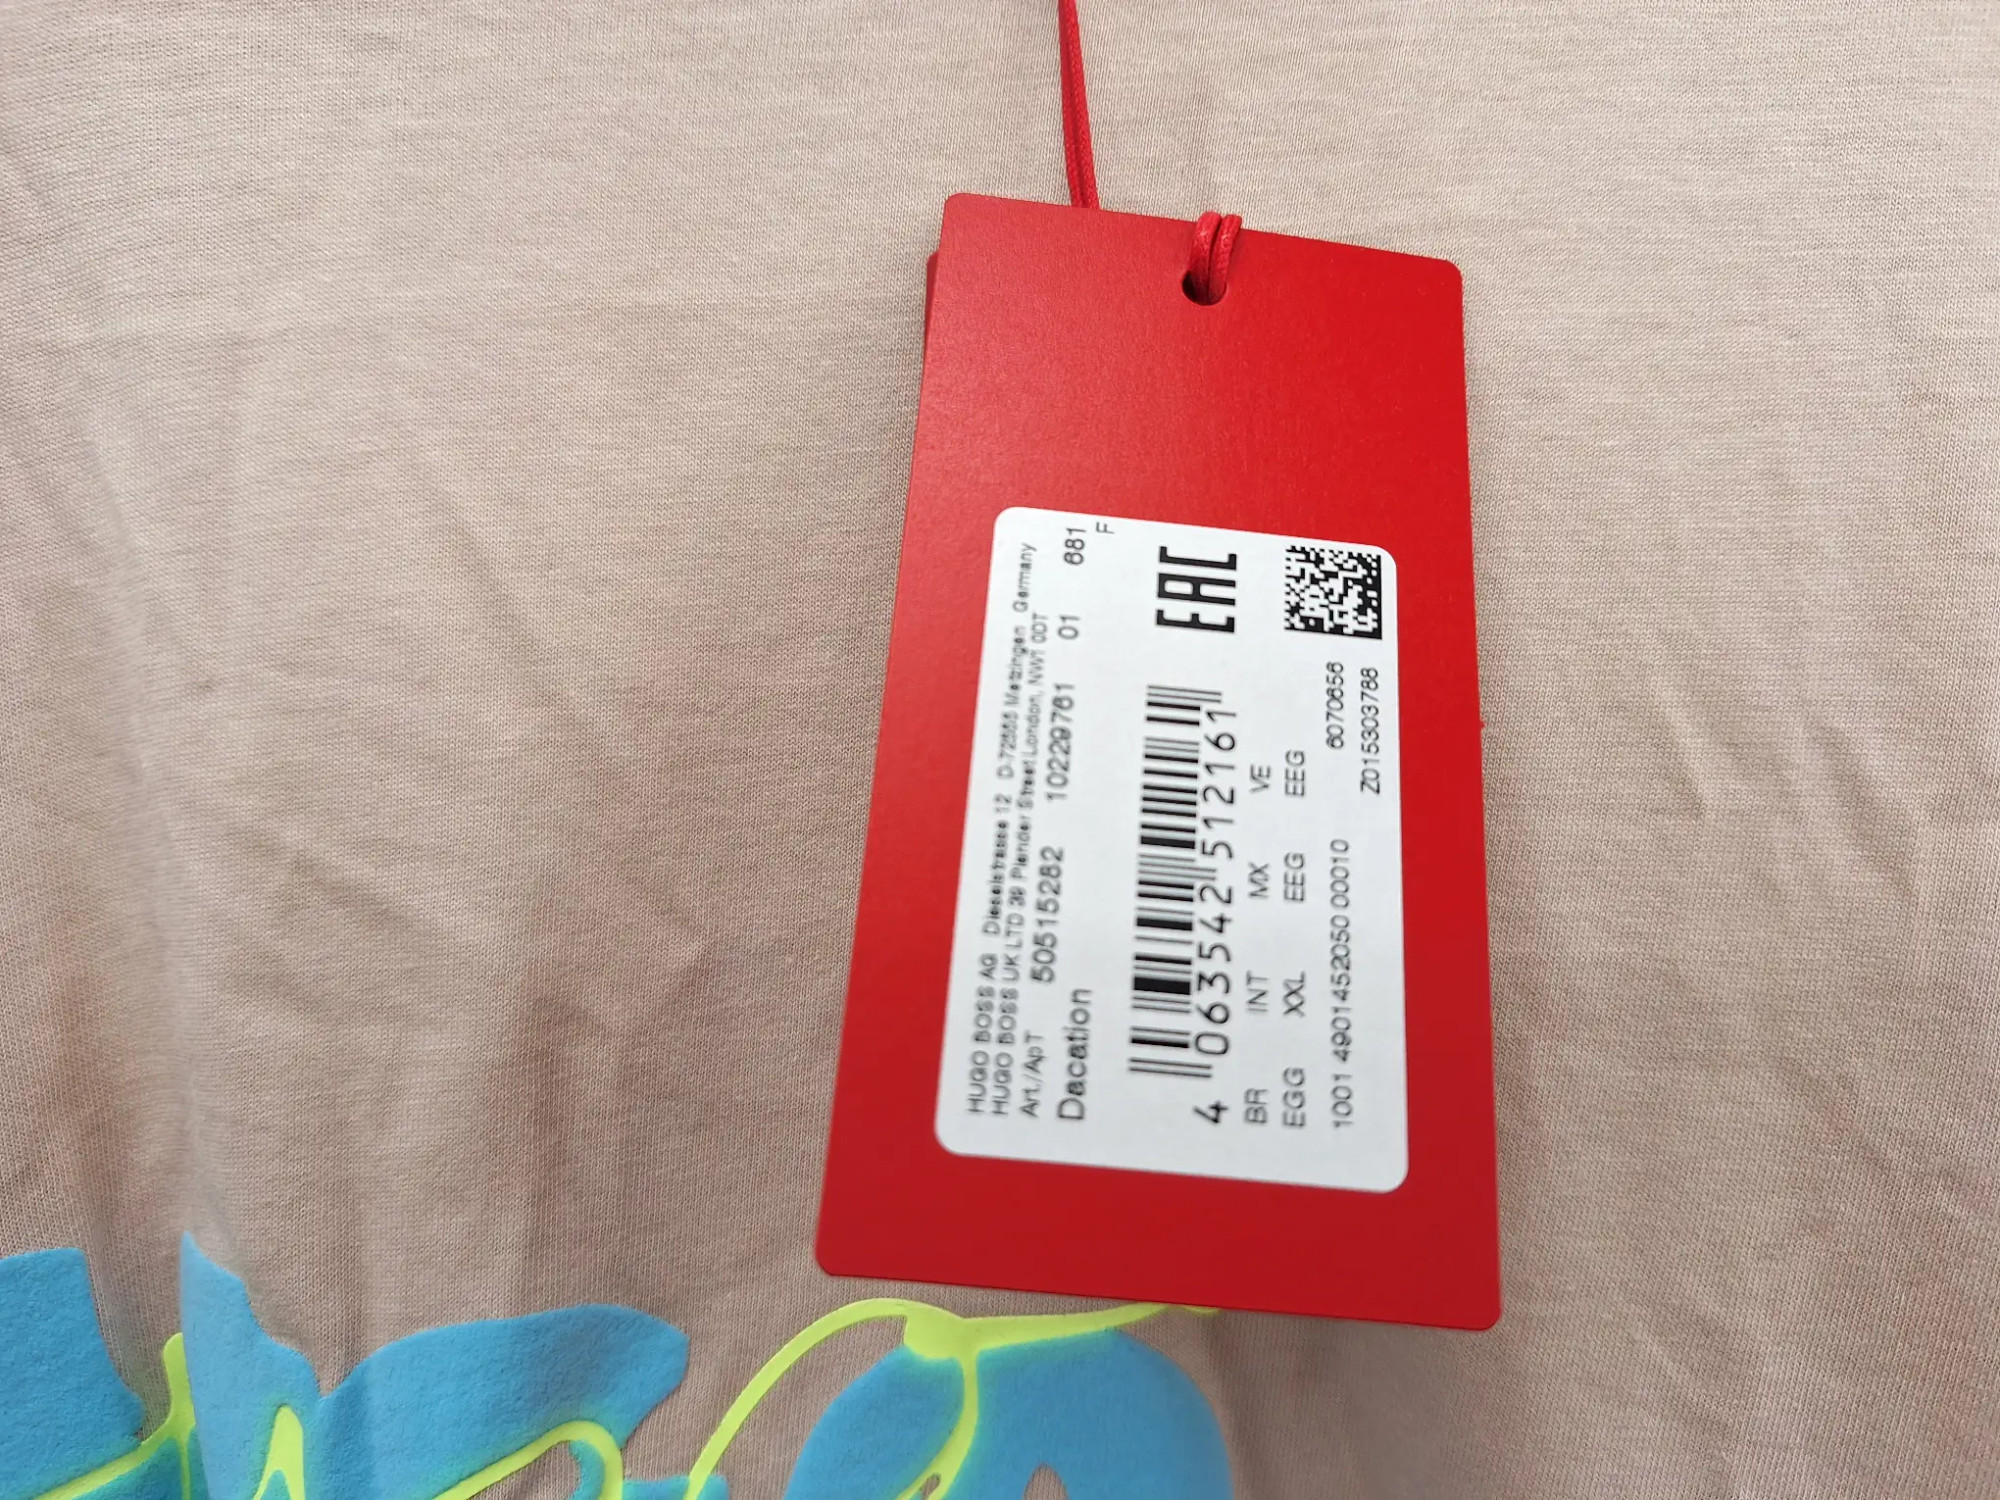 HUGO BOSS AG Dieselstrasse 12 D-72555 Metzingen Germany
HUGO BOSS UK LTD 39 Plender Street London, NW1 0DT
Art./ApT 50515282 10229761 01 681
F
Dacation
EAC
4 063542 512161
BR INT MX VE
EGG XXL EEG EEG
6070656
1001 4901452050 00010
Z015303788